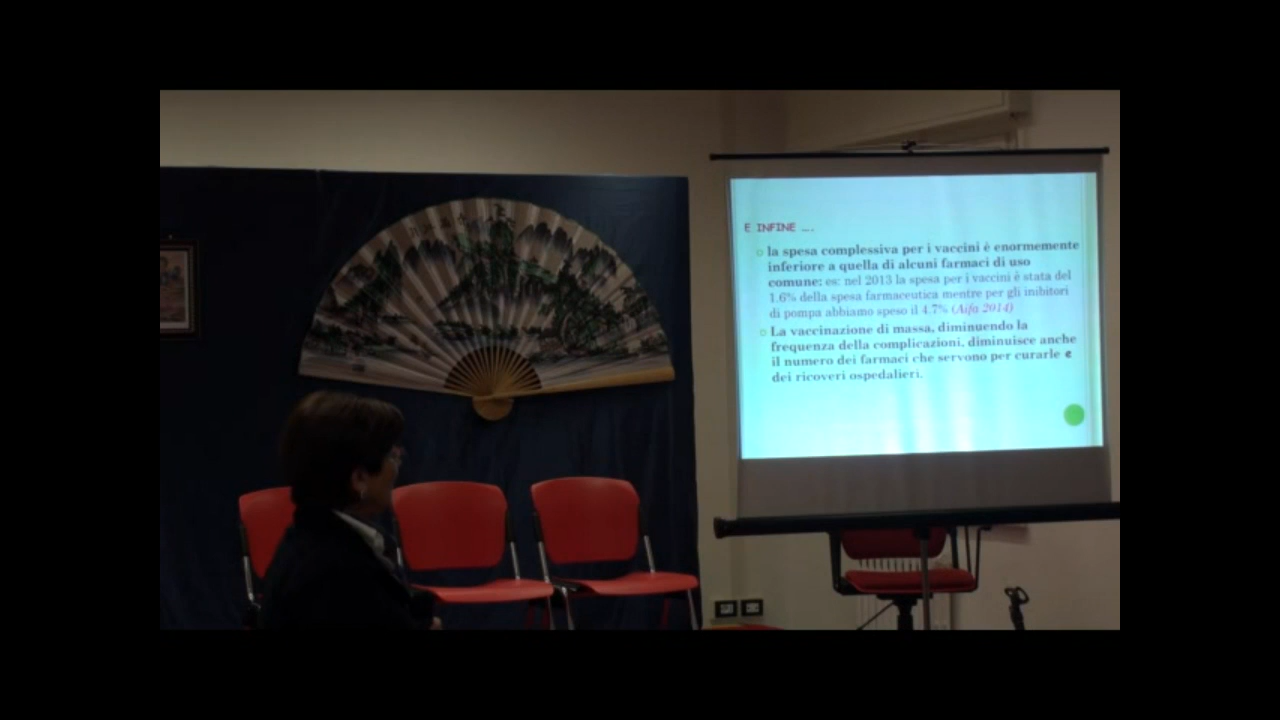 E INFINE ....
la spesa complessiva per i vaccini è enormemente
inferiore a quella di alcuni farmaci di uso
comune: es: nel 2013 la spesa per i vaccini è stata del
1.6% della spesa farmaceutica mentre per gli inibitori
di pompa abbiamo speso il 4.7% (Aifa 2014)
La vaccinazione di massa, diminuendo la
frequenza della complicazioni, diminuisce anche
il numero dei farmaci che servono per curarle e
dei ricoveri ospedalieri.